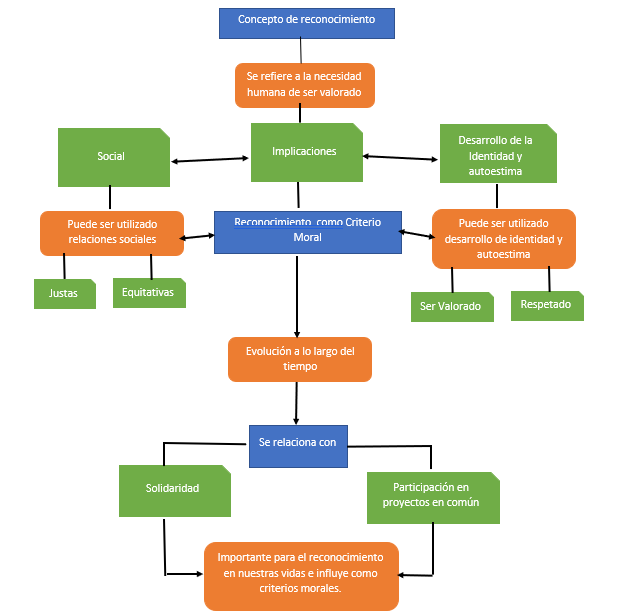 Concepto de reconocimiento
Se refiere a la necesidad
humana de ser valorado
Social
Implicaciones
Desarrollo de la
Identidad y
autoestima
Puede ser utilizado
relaciones sociales
Reconocimiento como Criterio
Moral
Puede ser utilizado
desarrollo de identidad y
autoestima
Justas
Equitativas
Ser Valorado
Respetado
Evolución a lo largo del
tiempo
Se relaciona con
Solidaridad
Participación en
proyectos en común
Importante para el reconocimiento
en nuestras vidas e influye como
criterios morales.